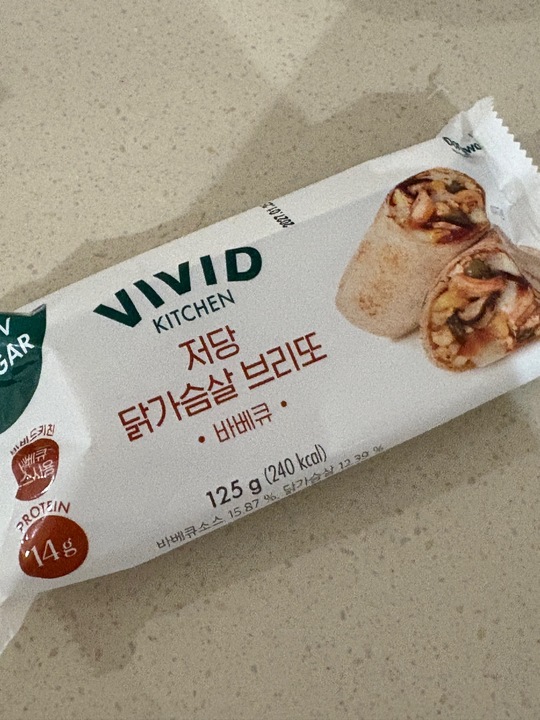 VIVID
KITCHEN
저당
닭가슴살 브리또
• 바베큐 •
125 g (240 kcal)
바베큐소스 15.87 %, 닭가슴살 12.39 %
GAR
PROTEIN
14g